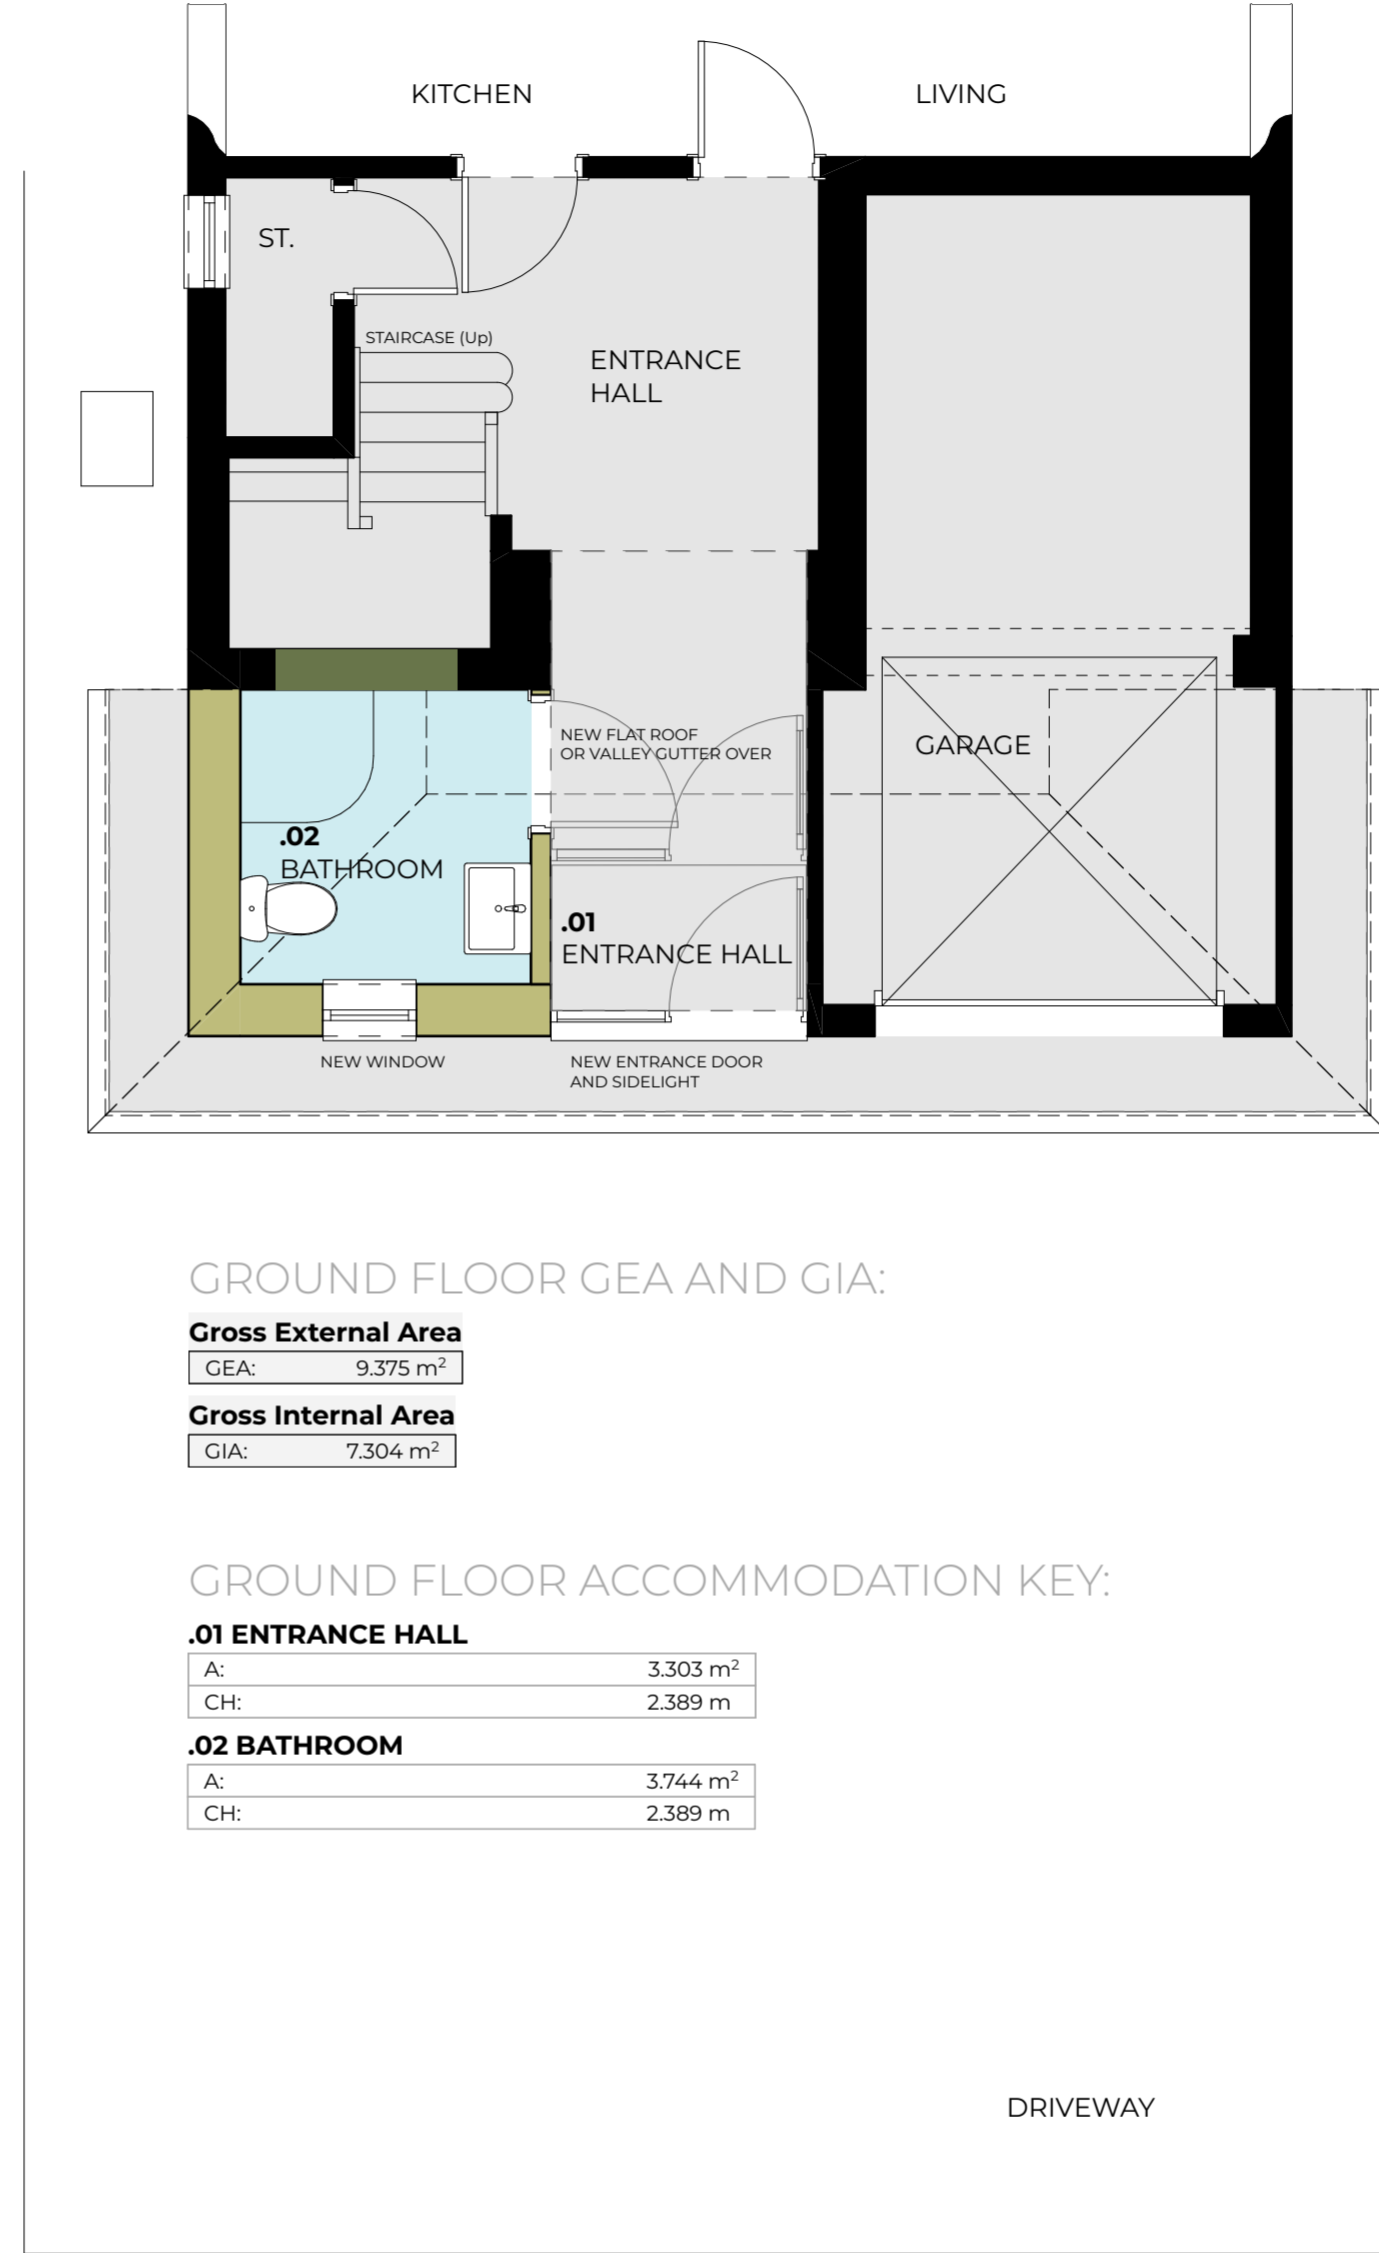 KITCHEN
LIVING
ST.
STAIRCASE (Up)
ENTRANCE
HALL
NEW FLAT ROOF
OR VALLEY GUTTER OVER
GARAGE
.02
BATHROOM
.01
ENTRANCE HALL
NEW WINDOW
NEW ENTRANCE DOOR
AND SIDELIGHT
GROUND FLOOR GEA AND GIA:
Gross External Area
GEA: 9.375 m²
Gross Internal Area
GIA: 7.304 m²
GROUND FLOOR ACCOMMODATION KEY:
.01 ENTRANCE HALL
A: 3.303 m²
CH: 2.389 m
.02 BATHROOM
A: 3.744 m²
CH: 2.389 m
DRIVEWAY